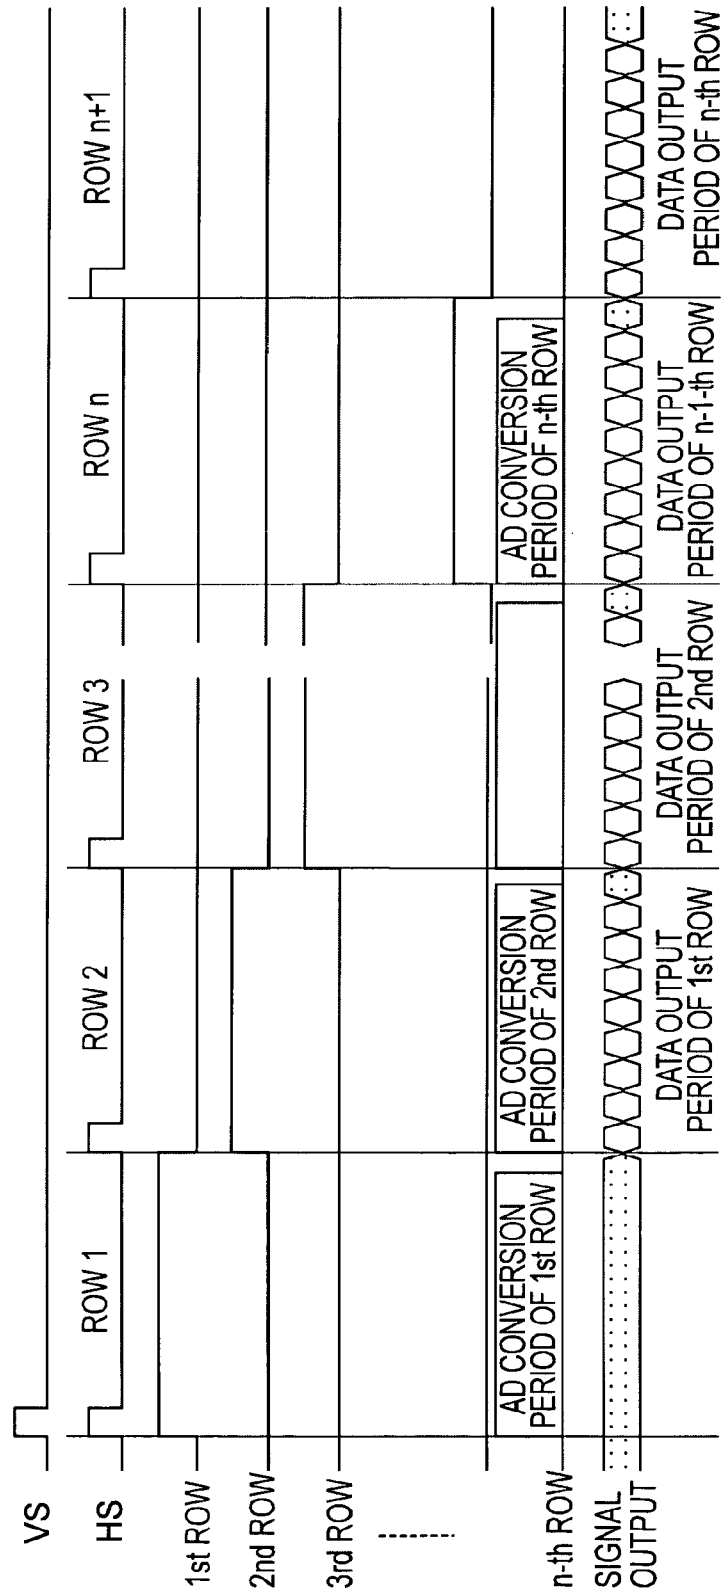 VS
HS
ROW 1
ROW 2
ROW 3
ROW n
ROW n+1
1st ROW
2nd ROW
3rd ROW
n-th ROW
AD CONVERSION
PERIOD OF 1st ROW
AD CONVERSION
PERIOD OF 2nd ROW
AD CONVERSION
PERIOD OF n-th ROW
SIGNAL
OUTPUT
DATA OUTPUT
PERIOD OF 1st ROW
DATA OUTPUT
PERIOD OF 2nd ROW
DATA OUTPUT
PERIOD OF n-1-th ROW
DATA OUTPUT
PERIOD OF n-th ROW